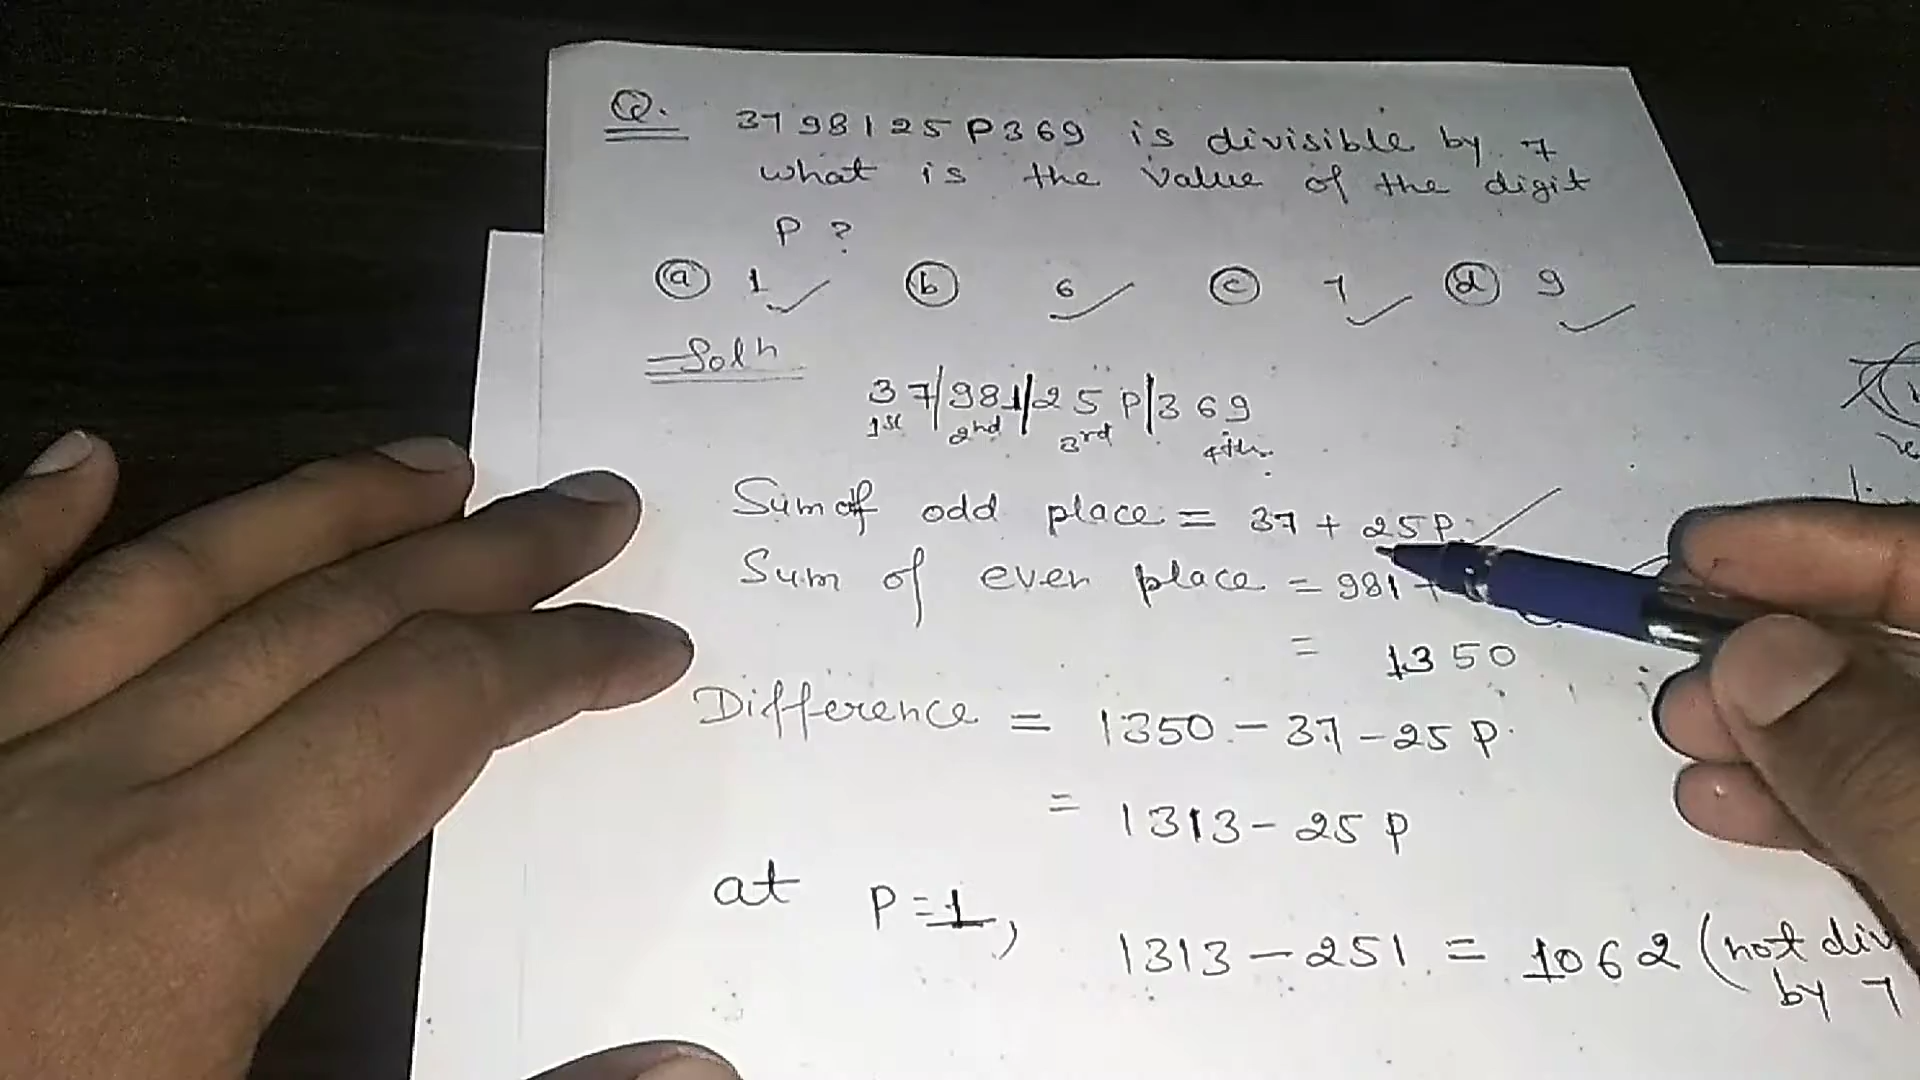 Q. 3798125P369 is divisible by 7
what is the value of the digit
P ?
(a) 1 (b) 6 (c) 7 (d) 9
Soln
37/981/25P/369
1st 2nd 3rd 4th
Sum of odd place = 37 + 25P
Sum of even place = 981 +
= 1350
Difference = 1350 - 37 - 25P
= 1313 - 25P
at P = 1, 1313 - 251 = 1062 (not div
by 7